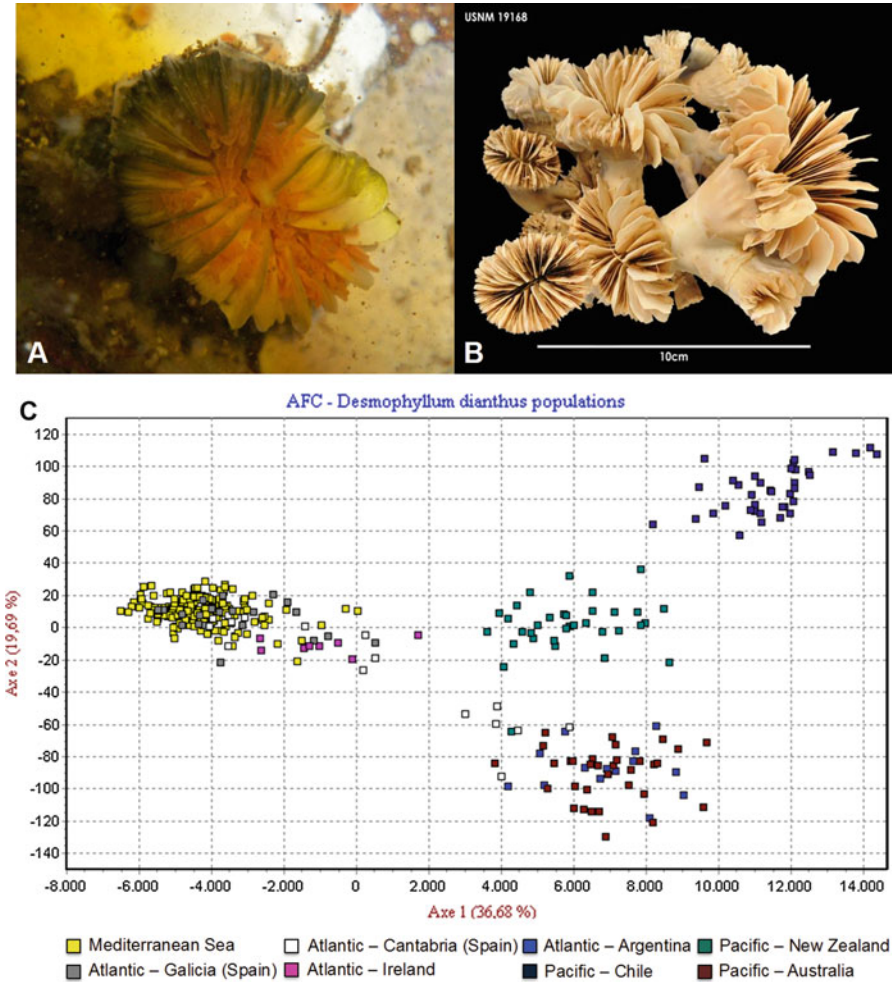 USNM 19168
A
B
10cm
C
AFC - Desmophyllum dianthus populations
120
100
80
60
40
20
0
-20
-40
-60
-80
-100
-120
-140
Axe 2 (19,69 %)
-8.000 -6.000 -4.000 -2.000 0 2.000 4.000 6.000 8.000 10.000 12.000 14.000
Axe 1 (36,68 %)
Mediterranean Sea Atlantic – Cantabria (Spain) Atlantic – Argentina Pacific – New Zealand
Atlantic – Galicia (Spain) Atlantic – Ireland Pacific – Chile Pacific – Australia